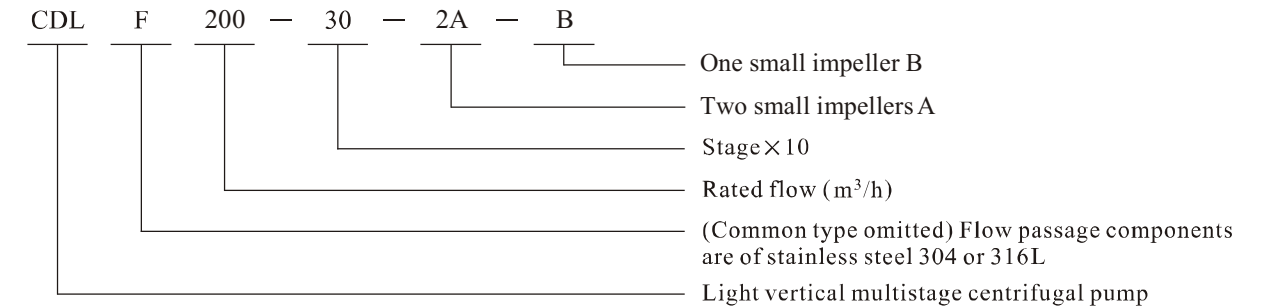 CDL F 200 — 30 — 2A — B
One small impeller B
Two small impellers A
Stage×10
Rated flow (m³/h)
(Common type omitted) Flow passage components
are of stainless steel 304 or 316L
Light vertical multistage centrifugal pump